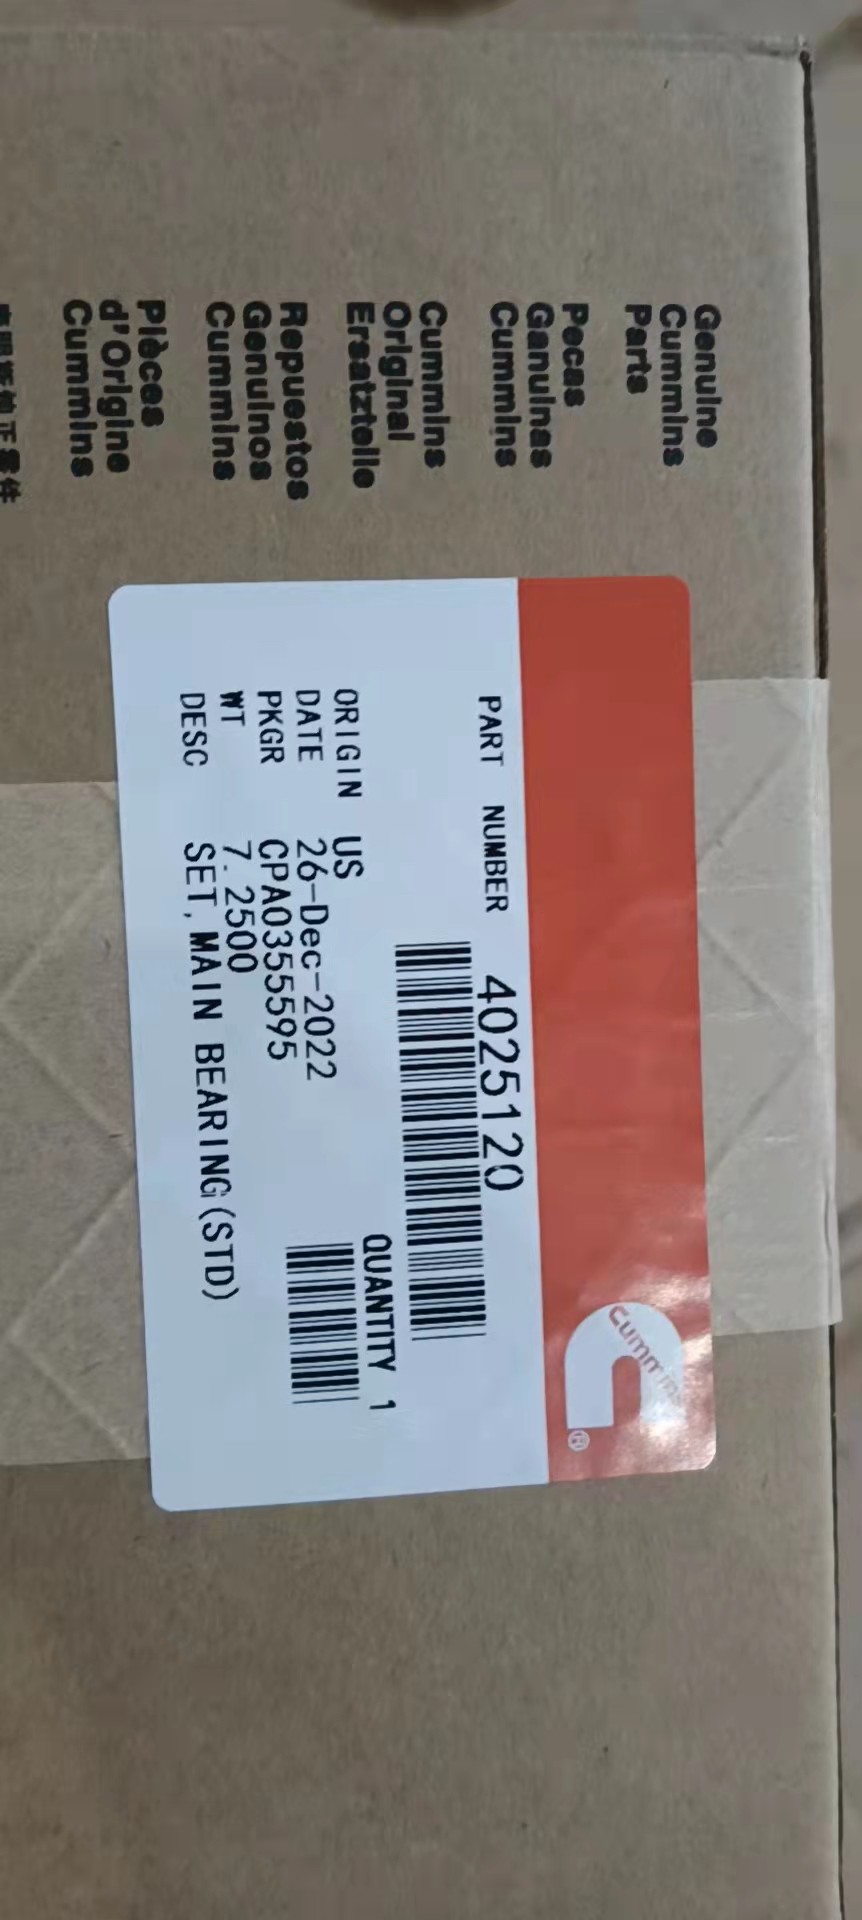 Genuine
Cummins
Parts
Pecas
Genuinas
Cummins
Cummins
Original
Ersatzteile
Repuestos
Genuinos
Cummins
Pièces
d'Origine
Cummins
Cummins
®
PART NUMBER 4025120
QUANTITY 1
ORIGIN US
DATE 26-Dec-2022
PKGR CPA0355595
WT 7.2500
DESC SET,MAIN BEARING(STD)